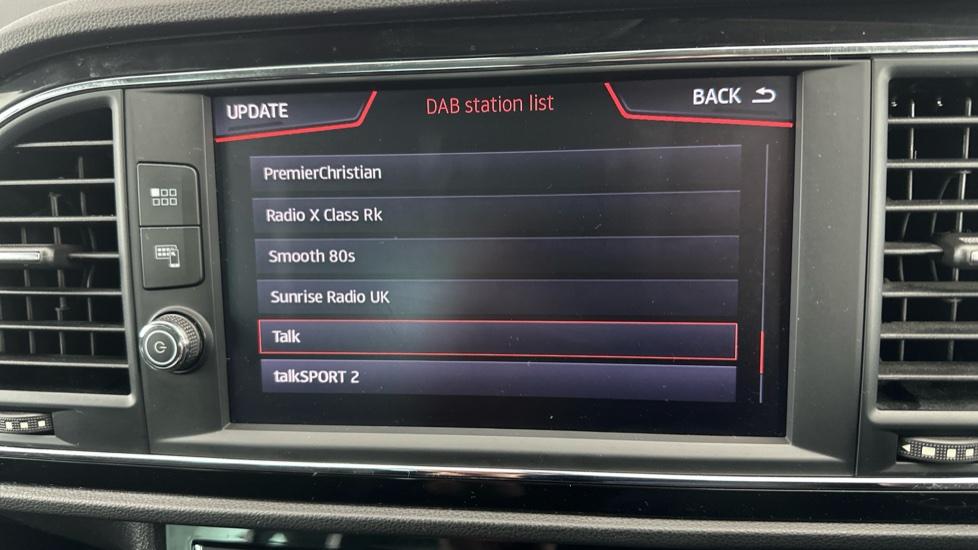 UPDATE
DAB station list
BACK
PremierChristian
Radio X Class Rk
Smooth 80s
Sunrise Radio UK
Talk
talkSPORT 2